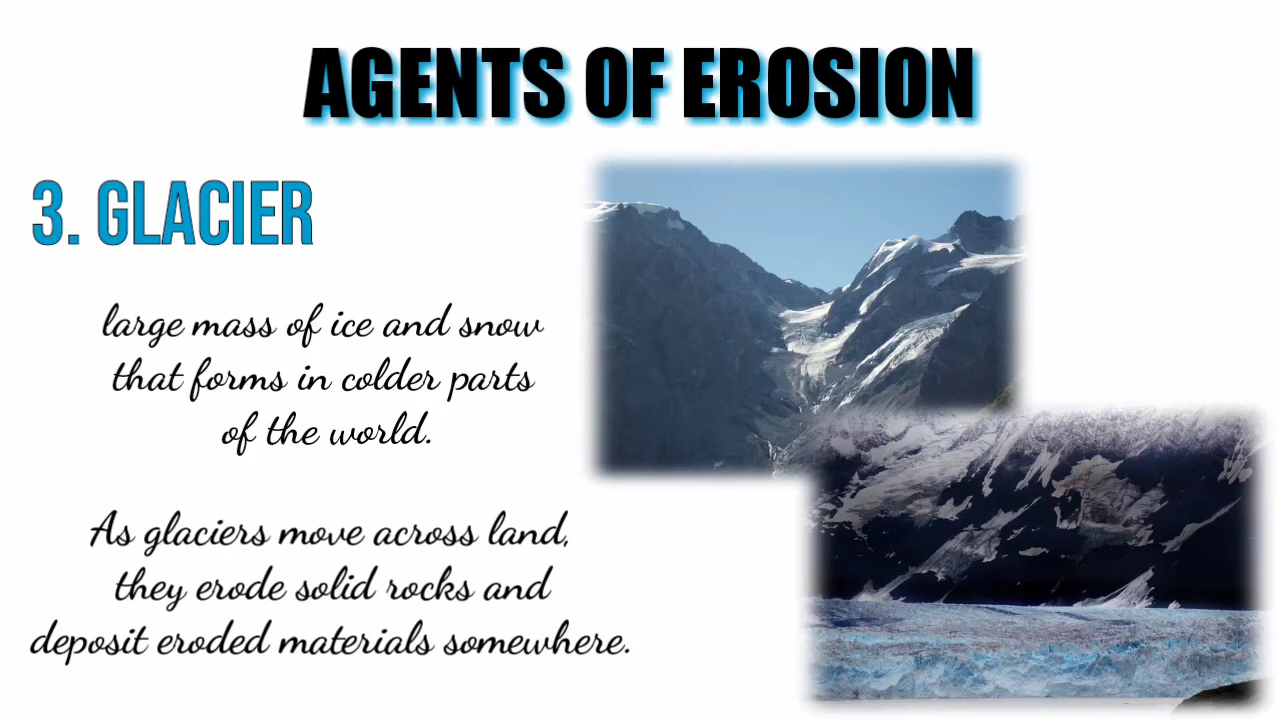 AGENTS OF EROSION
3. GLACIER
large mass of ice and snow
that forms in colder parts
of the world.
As glaciers move across land,
they erode solid rocks and
deposit eroded materials somewhere.